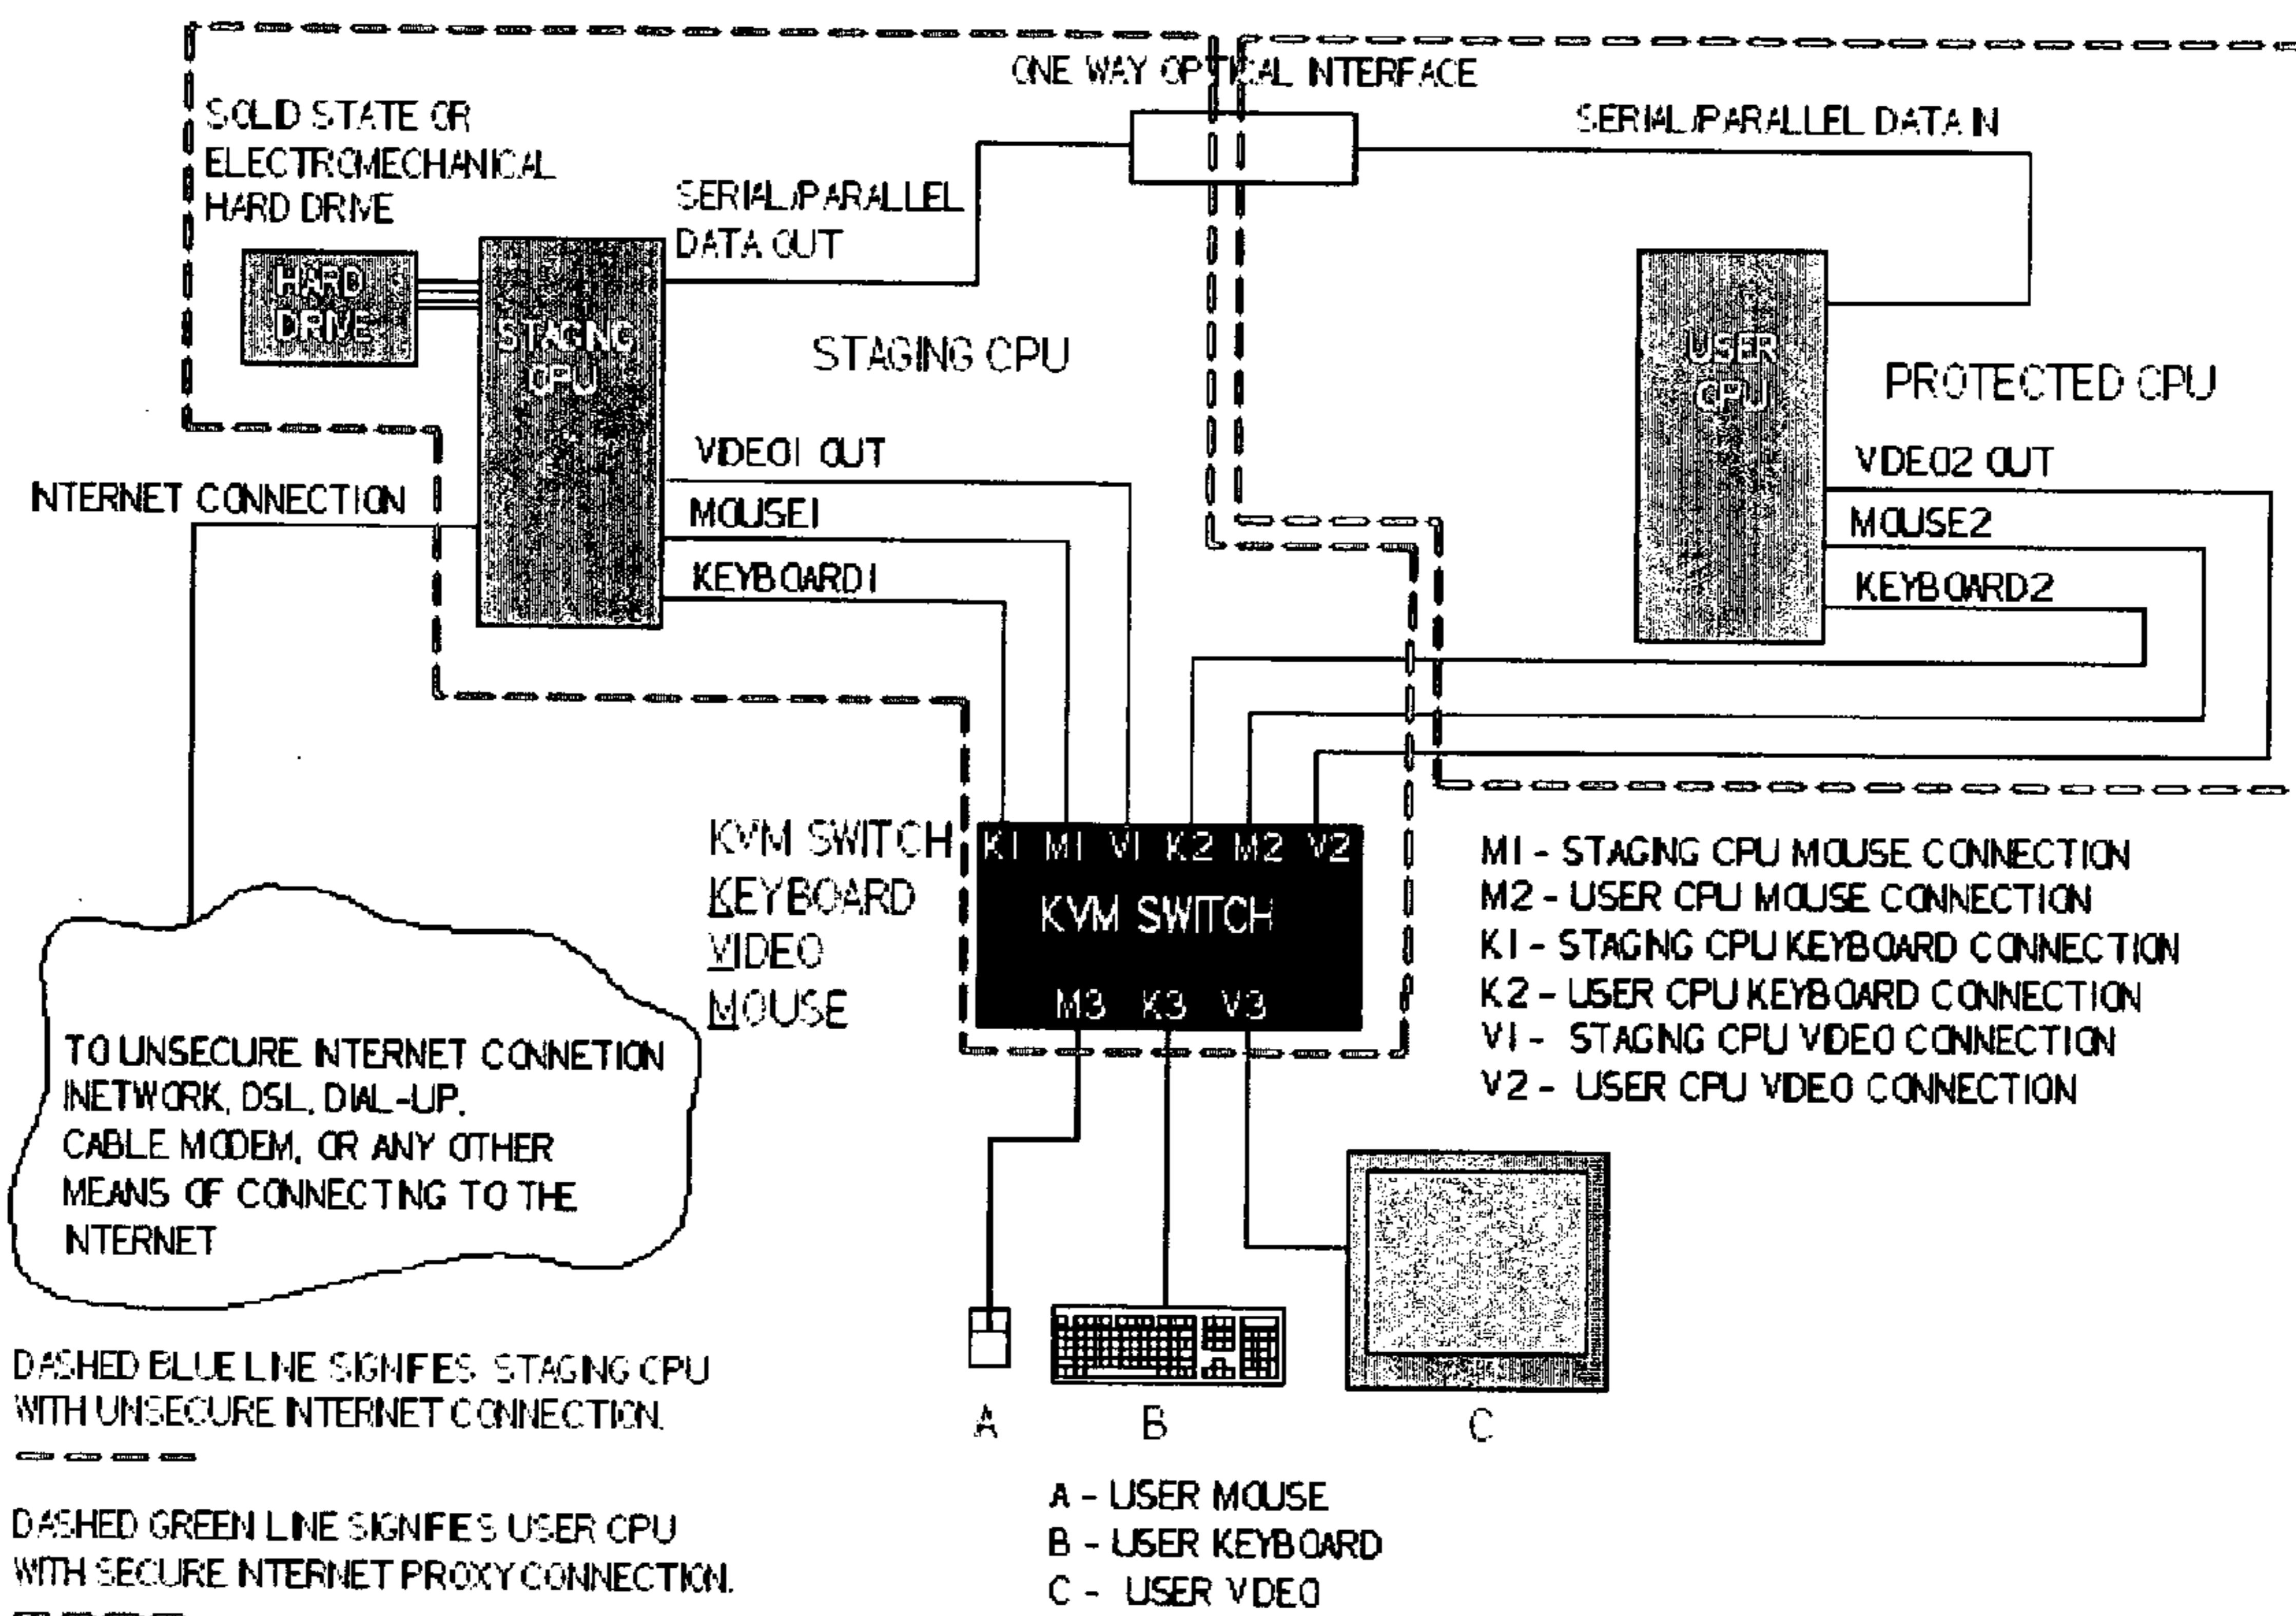 ONE WAY OPTICAL INTERFACE
SOLID STATE OR
ELECTROMECHANICAL
HARD DRIVE
SERIAL/PARALLEL DATA IN
SERIAL/PARALLEL
DATA OUT
HARD
DRIVE
STAGING
CPU
STAGING CPU
USER
CPU
PROTECTED CPU
VIDEO1 OUT
MOUSE1
KEYBOARD1
VIDEO2 OUT
MOUSE2
KEYBOARD2
INTERNET CONNECTION
KVM SWITCH
KEYBOARD
VIDEO
MOUSE
K1 M1 V1 K2 M2 V2
KVM SWITCH
M3 K3 V3
M1 - STAGING CPU MOUSE CONNECTION
M2 - USER CPU MOUSE CONNECTION
K1 - STAGING CPU KEYBOARD CONNECTION
K2 - USER CPU KEYBOARD CONNECTION
V1 - STAGING CPU VIDEO CONNECTION
V2 - USER CPU VIDEO CONNECTION
TO UNSECURE INTERNET CONNETION
INETWORK, DSL, DIAL-UP,
CABLE MODEM, OR ANY OTHER
MEANS OF CONNECTING TO THE
INTERNET
DASHED BLUE LINE SIGNIFIES STAGING CPU
WITH UNSECURE INTERNET CONNECTION.
DASHED GREEN LINE SIGNIFIES USER CPU
WITH SECURE INTERNET PROXY CONNECTION.
A B C
A - USER MOUSE
B - USER KEYBOARD
C - USER VIDEO